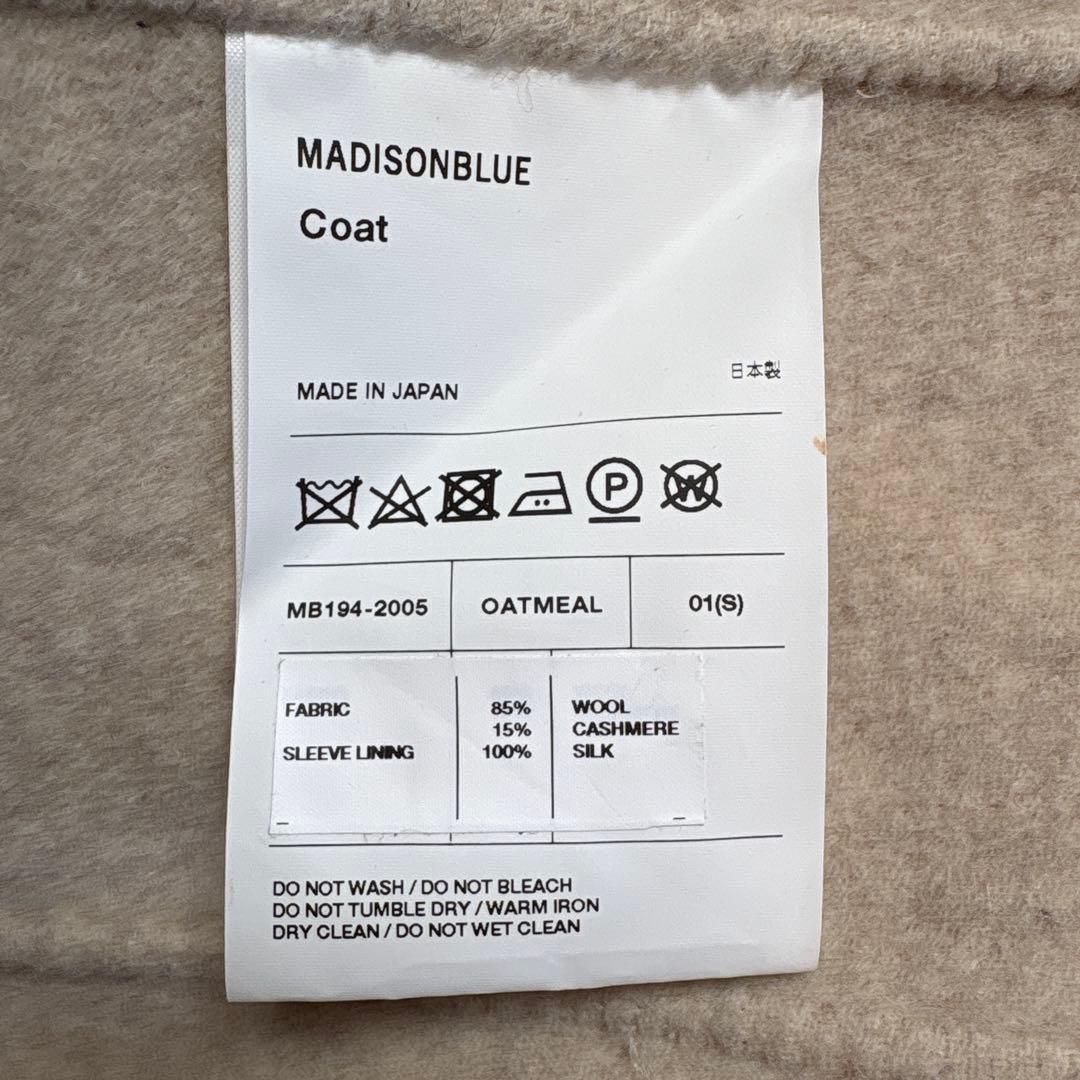 MADISONBLUE
Coat
MADE IN JAPAN
日本製
P
W
MB194-2005 OATMEAL 01(S)
FABRIC 85% WOOL
15% CASHMERE
SLEEVE LINING 100% SILK
DO NOT WASH / DO NOT BLEACH
DO NOT TUMBLE DRY / WARM IRON
DRY CLEAN / DO NOT WET CLEAN